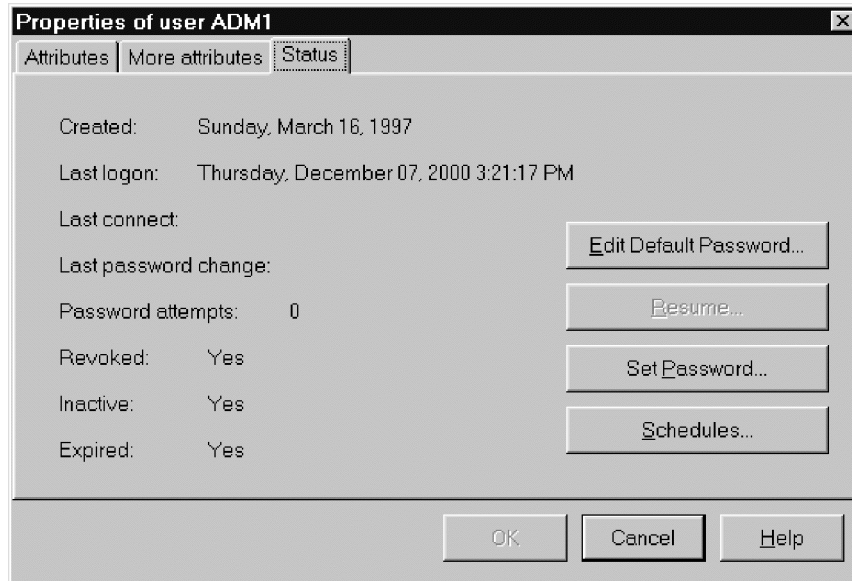 Properties of user ADM1
Attributes More attributes Status
Created: Sunday, March 16, 1997
Last logon: Thursday, December 07, 2000 3:21:17 PM
Last connect:
Last password change:
Password attempts: 0
Revoked: Yes
Inactive: Yes
Expired: Yes
Edit Default Password...
Resume...
Set Password...
Schedules...
OK Cancel Help